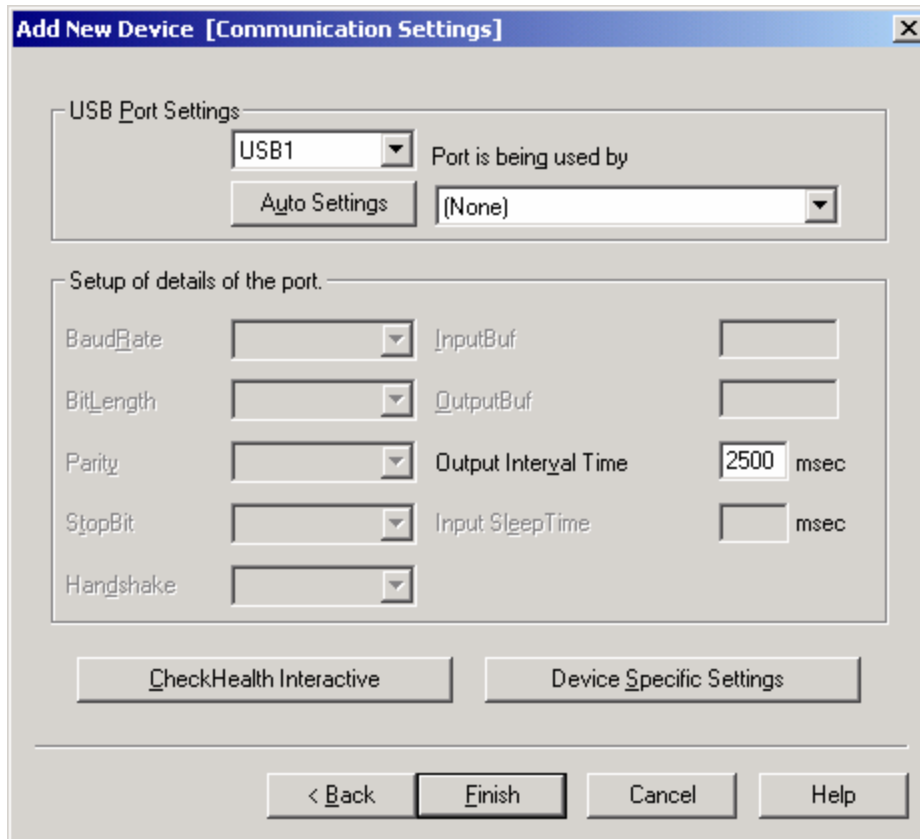 Add New Device [Communication Settings]
USB Port Settings
USB1
Port is being used by
Auto Settings
(None)
Setup of details of the port.
BaudRate
InputBuf
BitLength
OutputBuf
Parity
Output Interval Time
2500 msec
StopBit
Input SleepTime
msec
Handshake
CheckHealth Interactive
Device Specific Settings
< Back
Finish
Cancel
Help